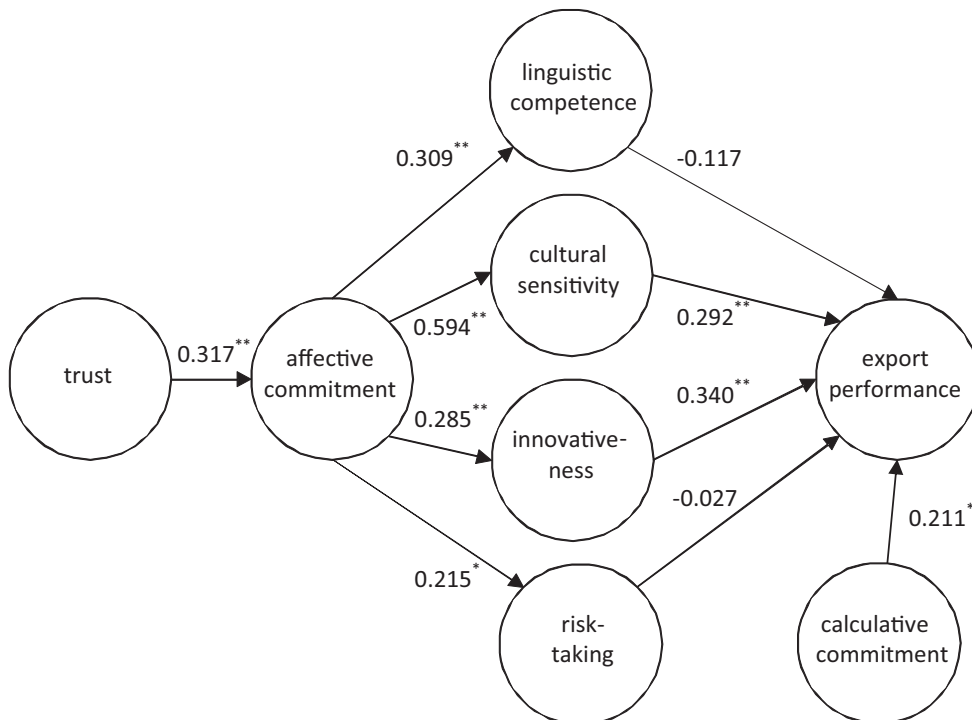 linguistic
competence
0.309**
-0.117
cultural
sensitivity
0.594**
0.292**
trust
0.317**
affective
commitment
export
performance
0.285**
0.340**
innovative-
ness
-0.027
0.211*
0.215*
risk-
taking
calculative
commitment